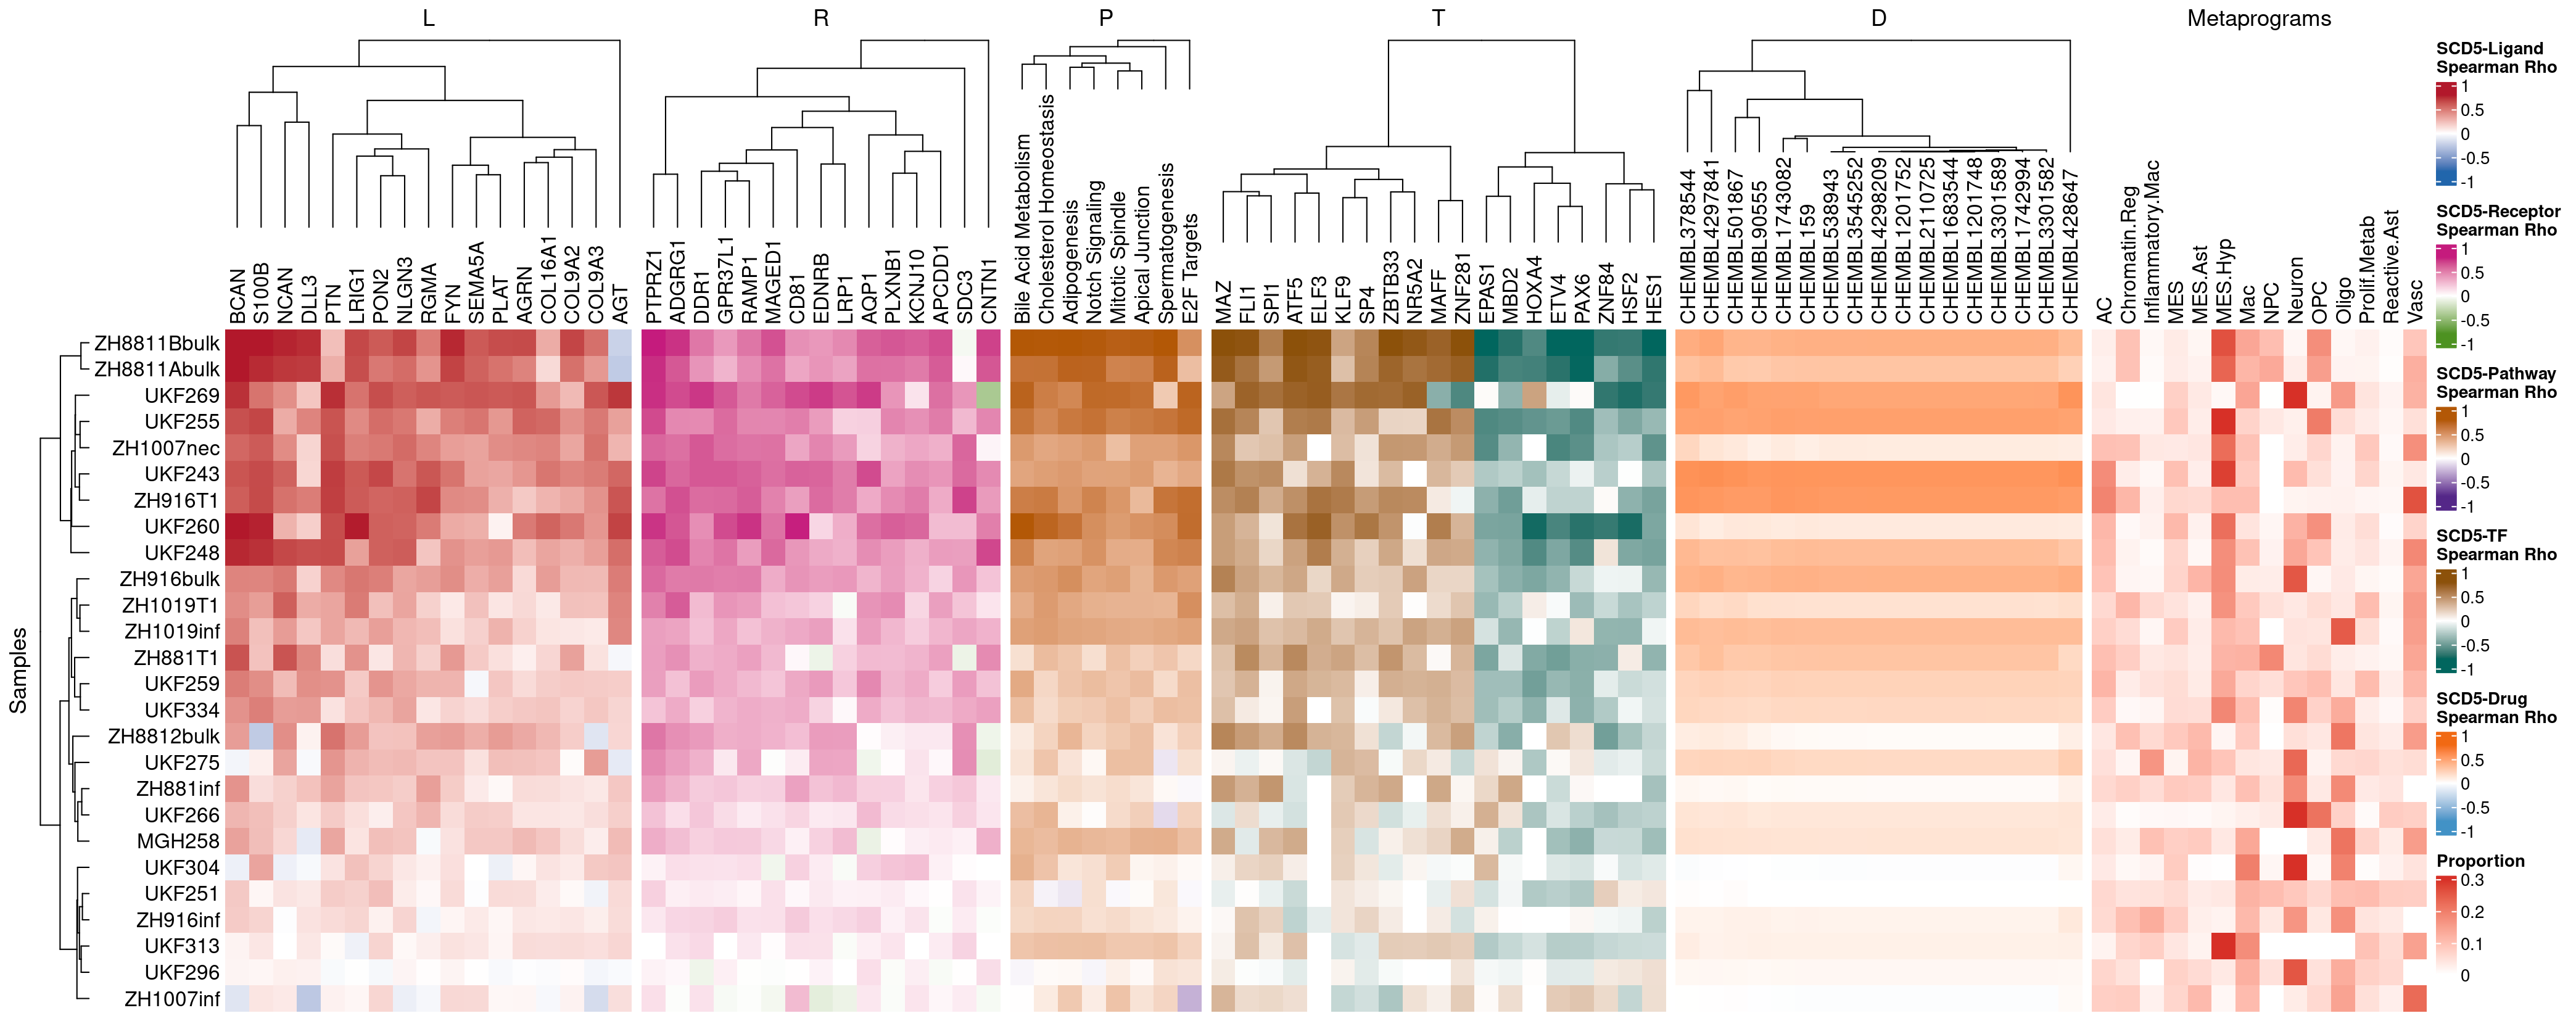 L
R
P
T
D
Metaprograms
BCAN
S100B
NCAN
DLL3
PTN
LRIG1
PON2
NLGN3
RGMA
FYN
SEMA5A
PLAT
AGRN
COL16A1
COL9A2
COL9A3
AGT
PTPRZ1
ADGRG1
DDR1
GPR37L1
RAMP1
MAGED1
CD81
EDNRB
LRP1
AQP1
PLXNB1
KCNJ10
APCDD1
SDC3
CNTN1
Bile Acid Metabolism
Cholesterol Homeostasis
Adipogenesis
Notch Signaling
Mitotic Spindle
Apical Junction
Spermatogenesis
E2F Targets
MAZ
FLI1
SPI1
ATF5
ELF3
KLF9
SP4
ZBTB33
NR5A2
MAFF
ZNF281
EPAS1
MBD2
HOXA4
ETV4
PAX6
ZNF84
HSF2
HES1
CHEMBL378544
CHEMBL4297841
CHEMBL501867
CHEMBL90555
CHEMBL1743082
CHEMBL159
CHEMBL538943
CHEMBL3545252
CHEMBL4298209
CHEMBL1201752
CHEMBL2110725
CHEMBL1683544
CHEMBL1201748
CHEMBL3301589
CHEMBL1742994
CHEMBL3301582
CHEMBL428647
AC
Chromatin.Reg
Inflammatory.Mac
MES
MES.Ast
MES.Hyp
Mac
NPC
Neuron
OPC
Oligo
Prolif.Metab
Reactive.Ast
Vasc
Samples
ZH8811Bbulk
ZH8811Abulk
UKF269
UKF255
ZH1007nec
UKF243
ZH916T1
UKF260
UKF248
ZH916bulk
ZH1019T1
ZH1019inf
ZH881T1
UKF259
UKF334
ZH8812bulk
UKF275
ZH881inf
UKF266
MGH258
UKF304
UKF251
ZH916inf
UKF313
UKF296
ZH1007inf
SCD5-Ligand
Spearman Rho
1
0.5
0
-0.5
-1
SCD5-Receptor
Spearman Rho
1
0.5
0
-0.5
-1
SCD5-Pathway
Spearman Rho
1
0.5
0
-0.5
-1
SCD5-TF
Spearman Rho
1
0.5
0
-0.5
-1
SCD5-Drug
Spearman Rho
1
0.5
0
-0.5
-1
Proportion
0.3
0.2
0.1
0